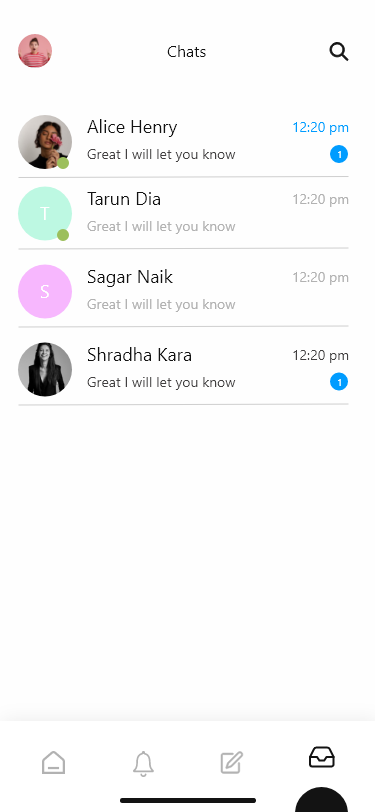 Chats
Alice Henry
12:20 pm
Great I will let you know
1
Tarun Dia
12:20 pm
T
Great I will let you know
Sagar Naik
12:20 pm
S
Great I will let you know
Shradha Kara
12:20 pm
Great I will let you know
1